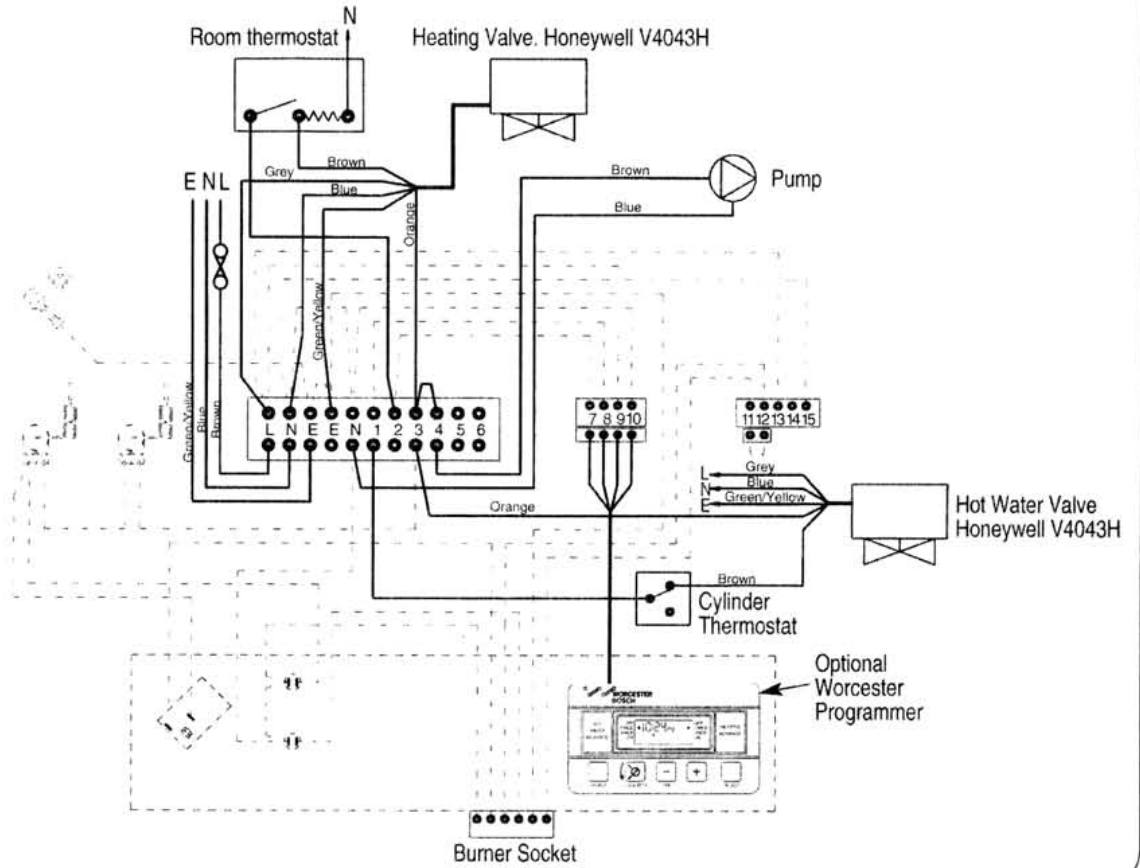 N
Room thermostat
Heating Valve. Honeywell V4043H
Brown
Grey
Blue
E N L
Orange
Brown
Pump
Blue
Green/Yellow
Green/Yellow
Blue
Brown
L N E E N 1 2 3 4 5 6
7 8 9 10
11 12 13 14 15
L
Grey
N
Blue
E
Green/Yellow
Orange
Hot Water Valve
Honeywell V4043H
Brown
Cylinder
Thermostat
Optional
Worcester
Programmer
WORCESTER
BOSCH
10:24
Burner Socket